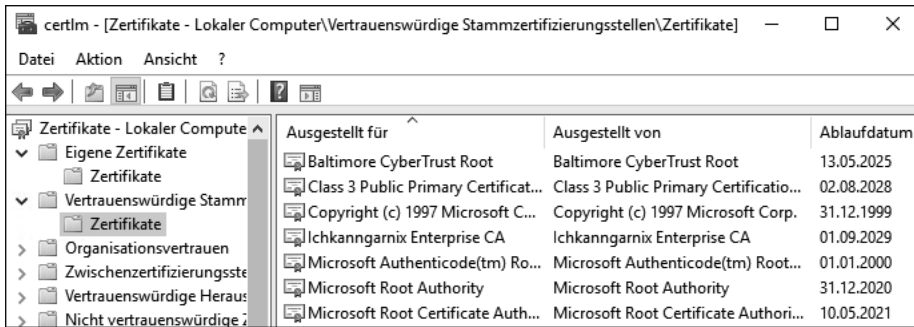 certlm - [Zertifikate - Lokaler Computer\Vertrauenswürdige Stammzertifizierungsstellen\Zertifikate]
Datei Aktion Ansicht ?
Zertifikate - Lokaler Compute
Eigene Zertifikate
Zertifikate
Vertrauenswürdige Stamm
Zertifikate
Organisationsvertrauen
Zwischenzertifizierungsste
Vertrauenswürdige Heraus
Nicht vertrauenswürdige Z
Ausgestellt für Ausgestellt von Ablaufdatum
Baltimore CyberTrust Root Baltimore CyberTrust Root 13.05.2025
Class 3 Public Primary Certificat... Class 3 Public Primary Certificatio... 02.08.2028
Copyright (c) 1997 Microsoft C... Copyright (c) 1997 Microsoft Corp. 31.12.1999
Ichkanngarnix Enterprise CA Ichkanngarnix Enterprise CA 01.09.2029
Microsoft Authenticode(tm) Ro... Microsoft Authenticode(tm) Root... 01.01.2000
Microsoft Root Authority Microsoft Root Authority 31.12.2020
Microsoft Root Certificate Auth... Microsoft Root Certificate Authori... 10.05.2021